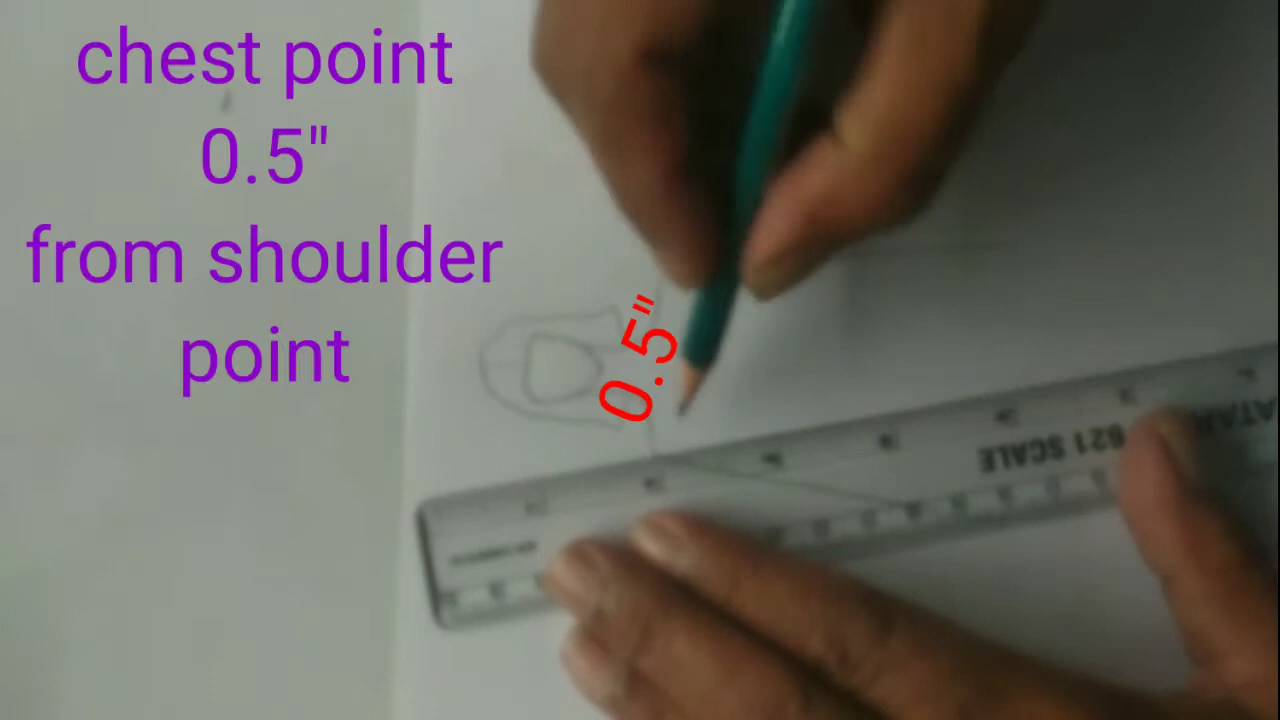 chest point
0.5"
from shoulder
point
0.5"
621 SCALE